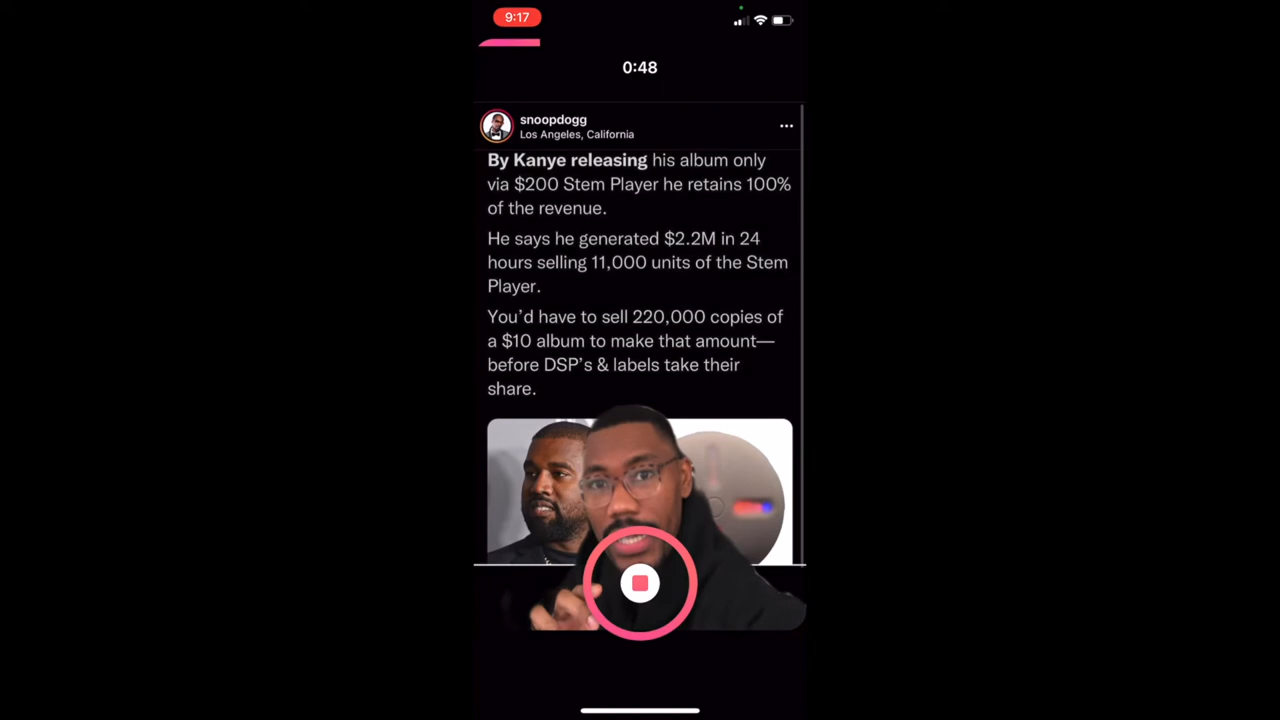 9:17
0:48
snoopdogg
Los Angeles, California
By Kanye releasing his album only
via $200 Stem Player he retains 100%
of the revenue.
He says he generated $2.2M in 24
hours selling 11,000 units of the Stem
Player.
You’d have to sell 220,000 copies of
a $10 album to make that amount—
before DSP’s & labels take their
share.